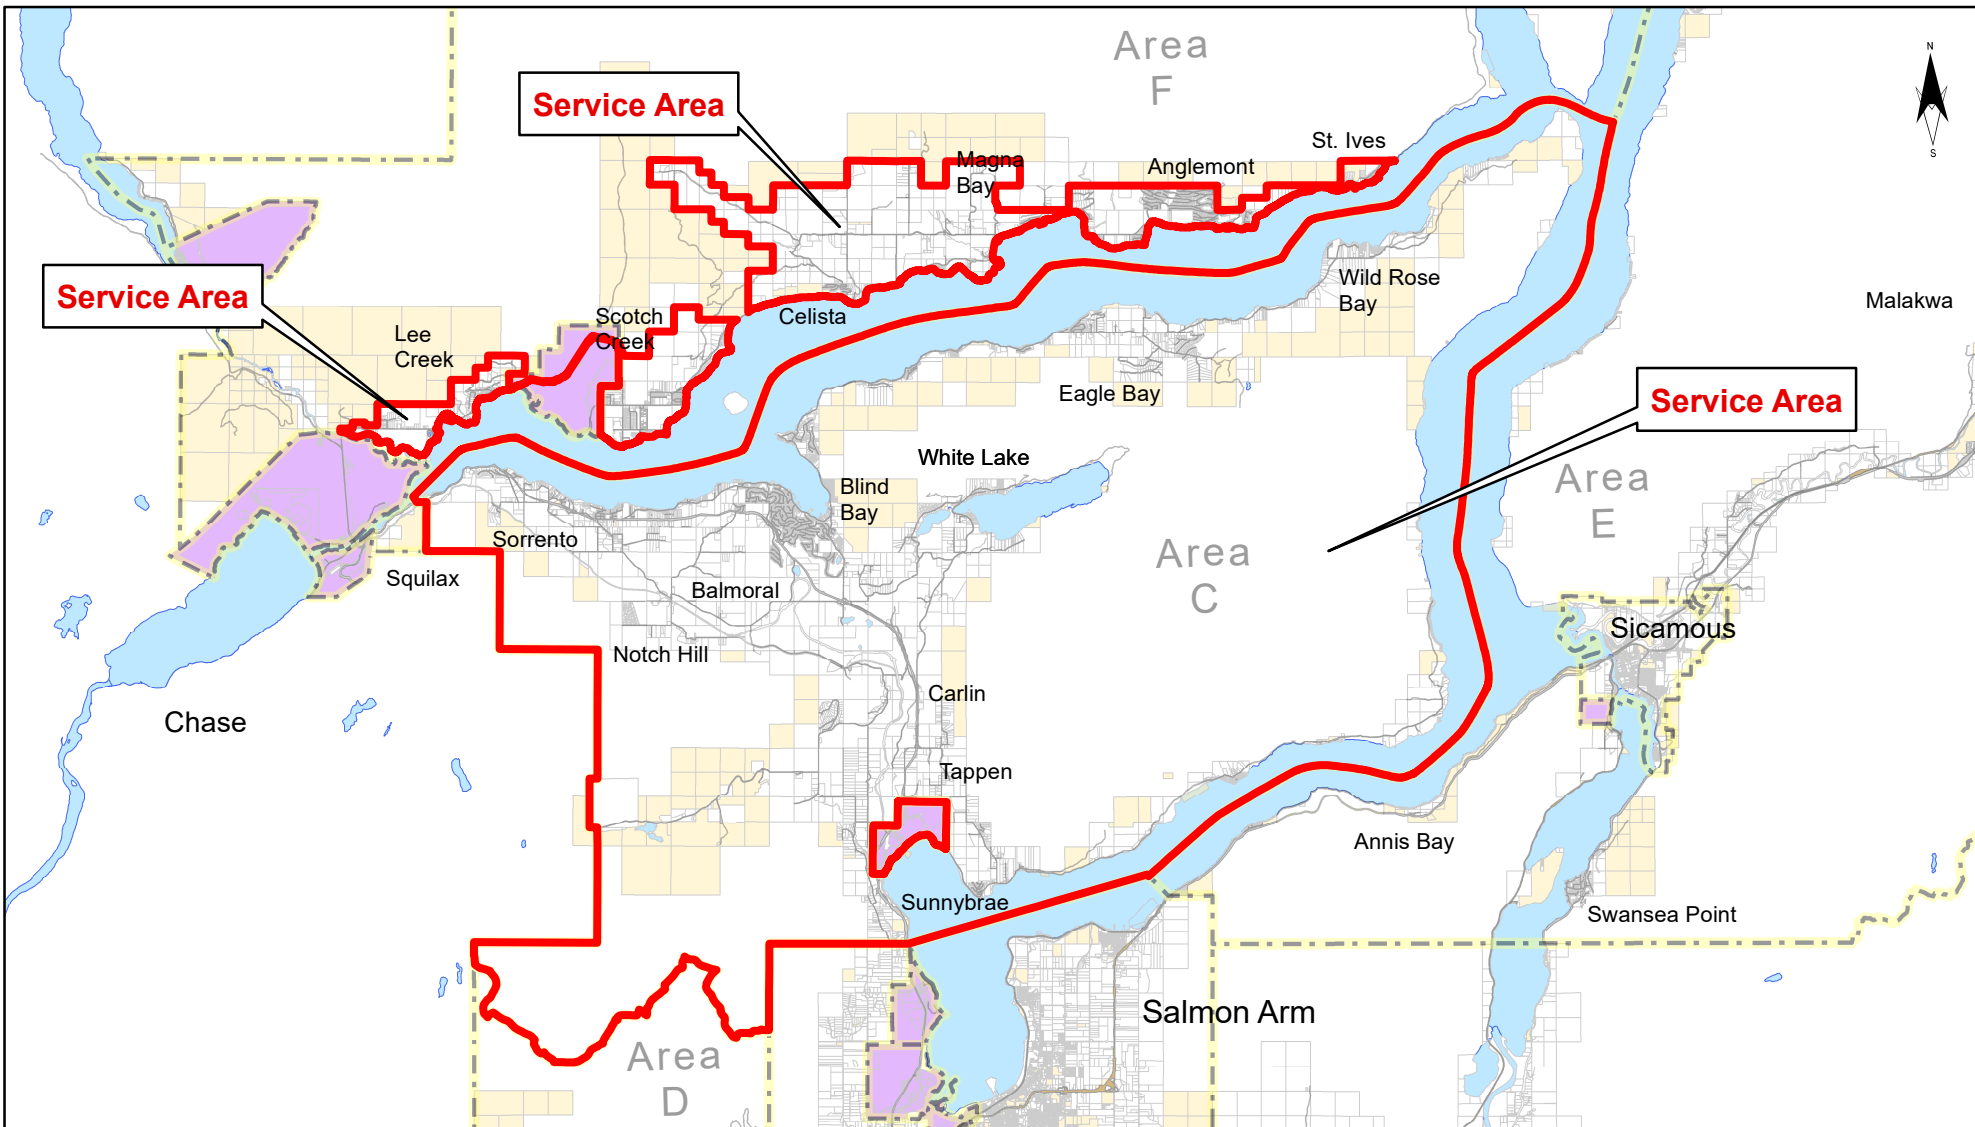 Area
F
N
S
Service Area
St. Ives
Magna
Bay
Anglemont
Service Area
Wild Rose
Bay
Malakwa
Celista
Scotch
Creek
Lee
Creek
Eagle Bay
Service Area
White Lake
Blind
Bay
Area
E
Sorrento
Area
C
Squilax
Balmoral
Sicamous
Notch Hill
Carlin
Chase
Tappen
Annis Bay
Sunnybrae
Swansea Point
Salmon Arm
Area
D